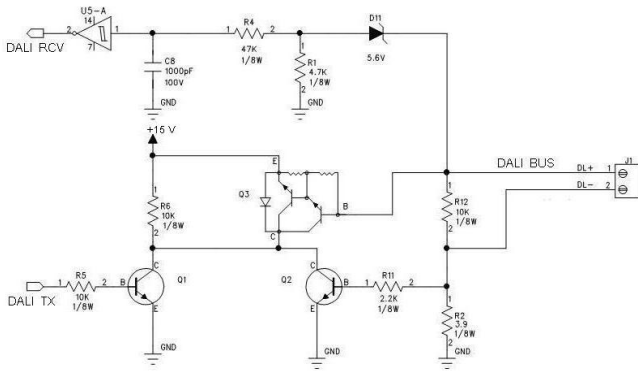 U5-A
14
2
1
7
DALI RCV
R4
1
2
47K
1/8W
D11
5.6V
C8
1000pF
100V
GND
1
R1
4.7K
1/8W
2
GND
+15 V
1
R6
10K
1/8W
2
E
Q3
B
C
DALI BUS
DL+
1
DL-
2
J1
1
R12
10K
1/8W
2
DALI TX
R5
1
2
10K
1/8W
B
C
Q1
E
GND
C
Q2
B
E
GND
R11
1
2
2.2K
1/8W
1
R2
3.9
1/8W
2
GND